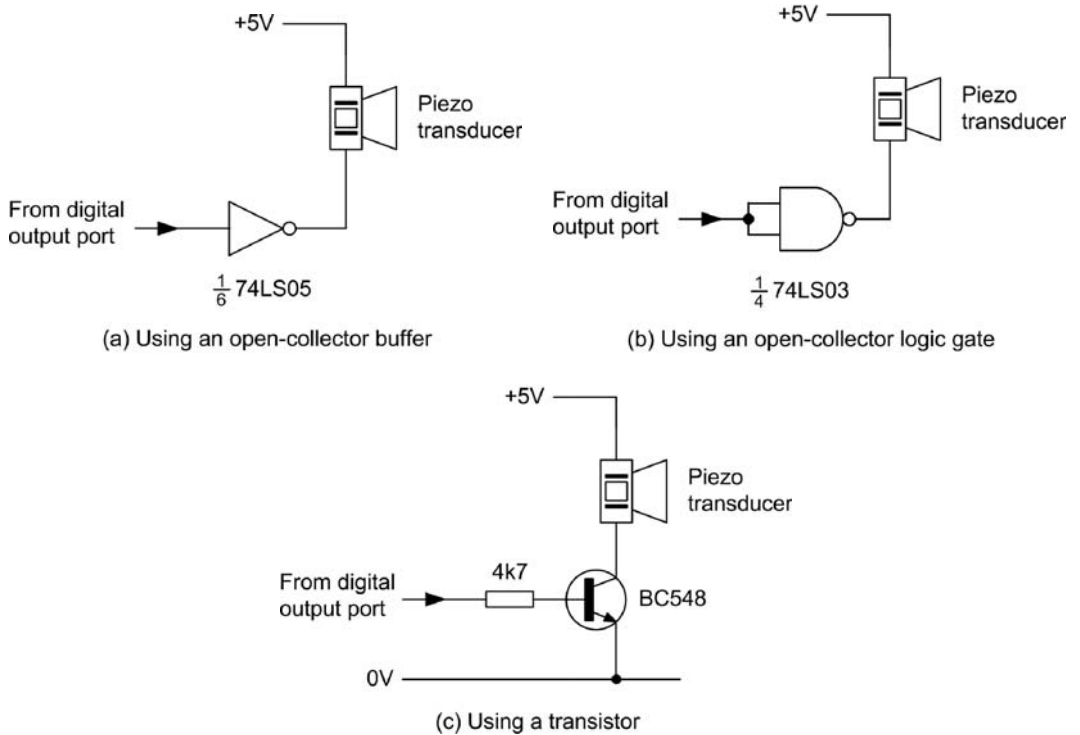 +5V
Piezo
transducer
From digital
output port
1/6 74LS05
(a) Using an open-collector buffer
+5V
Piezo
transducer
From digital
output port
1/4 74LS03
(b) Using an open-collector logic gate
+5V
Piezo
transducer
From digital
output port
4k7
BC548
0V
(c) Using a transistor